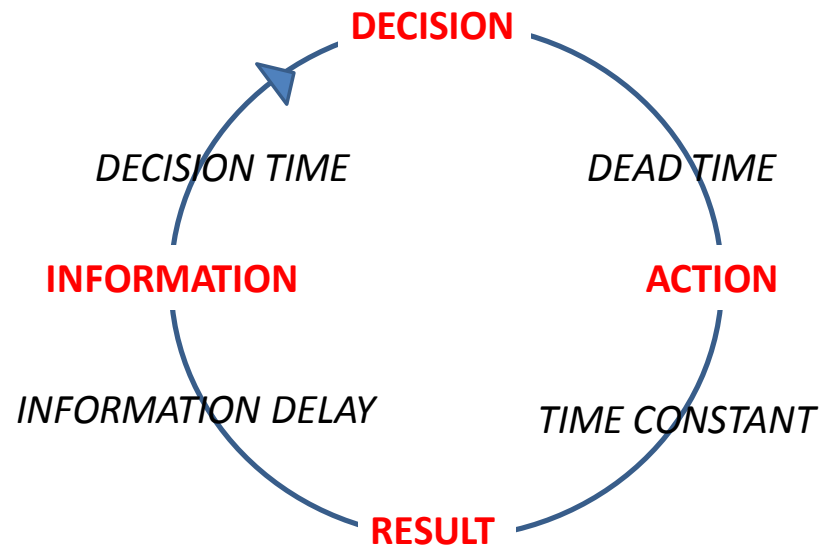 DECISION
DECISION TIME
DEAD TIME
INFORMATION
ACTION
INFORMATION DELAY
TIME CONSTANT
RESULT